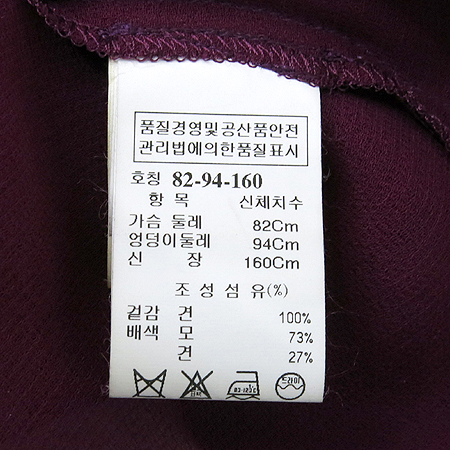 품질경영및공산품안전
관리법에의한품질표시
호칭 82-94-160
항 목 신체치수
가슴 둘레 82Cm
엉덩이둘레 94Cm
신 장 160Cm
조성섬유(%)
겉감 견 100%
배색 모 73%
견 27%
드라이